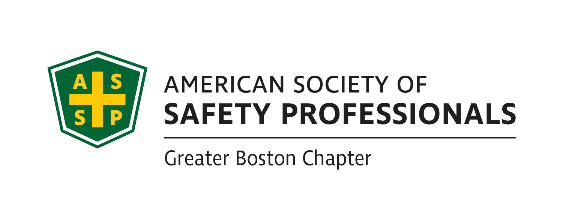 A S
S P
AMERICAN SOCIETY OF
SAFETY PROFESSIONALS
Greater Boston Chapter